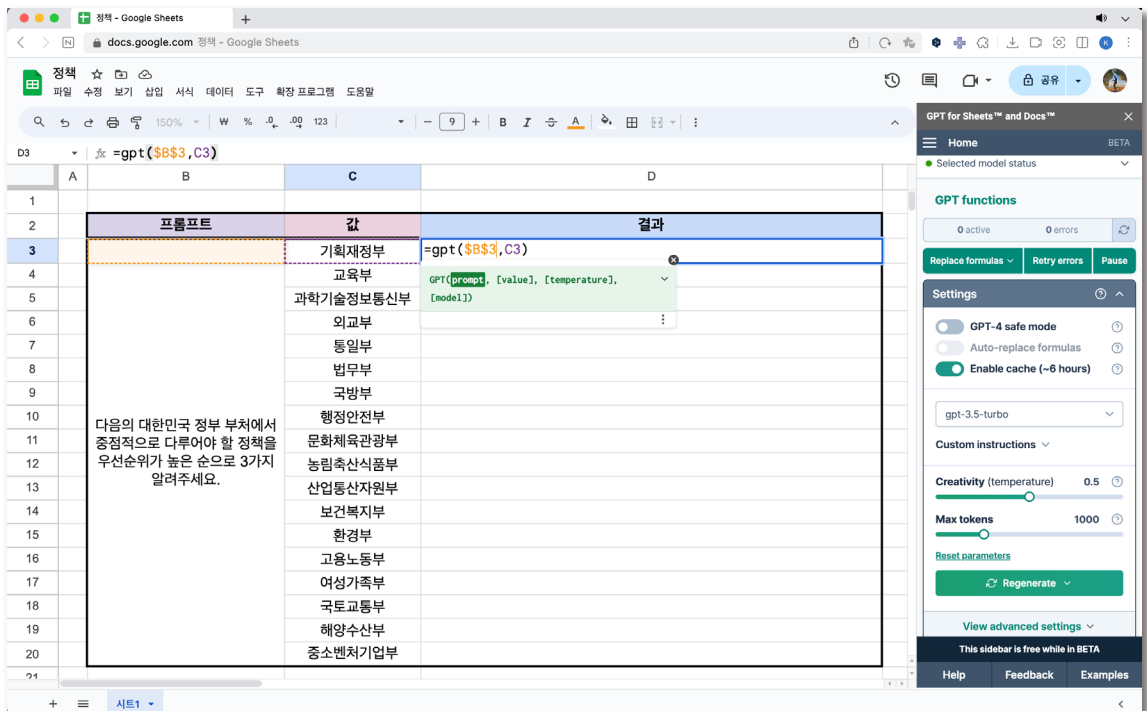 정책 - Google Sheets
docs.google.com 정책 - Google Sheets
정책
파일 수정 보기 삽입 서식 데이터 도구 확장 프로그램 도움말
공유
150% ₩ % .0 .00 123 9 B I A
D3 fx =gpt($B$3,C3)
A B C D
1
2 프롬프트 값 결과
3 기획재정부 =gpt($B$3,C3)
4 교육부
GPT(prompt, [value], [temperature],
[model])
5 과학기술정보통신부
6 외교부
7 통일부
8 법무부
9 국방부
10 행정안전부
다음의 대한민국 정부 부처에서
중점적으로 다루어야 할 정책을
우선순위가 높은 순으로 3가지
알려주세요.
11 문화체육관광부
12 농림축산식품부
13 산업통산자원부
14 보건복지부
15 환경부
16 고용노동부
17 여성가족부
18 국토교통부
19 해양수산부
20 중소벤처기업부
21
시트1
GPT for Sheets™ and Docs™
Home BETA
Selected model status
GPT functions
0 active 0 errors
Replace formulas Retry errors Pause
Settings
GPT-4 safe mode
Auto-replace formulas
Enable cache (~6 hours)
gpt-3.5-turbo
Custom instructions
Creativity (temperature) 0.5
Max tokens 1000
Reset parameters
Regenerate
View advanced settings
This sidebar is free while in BETA
Help Feedback Examples